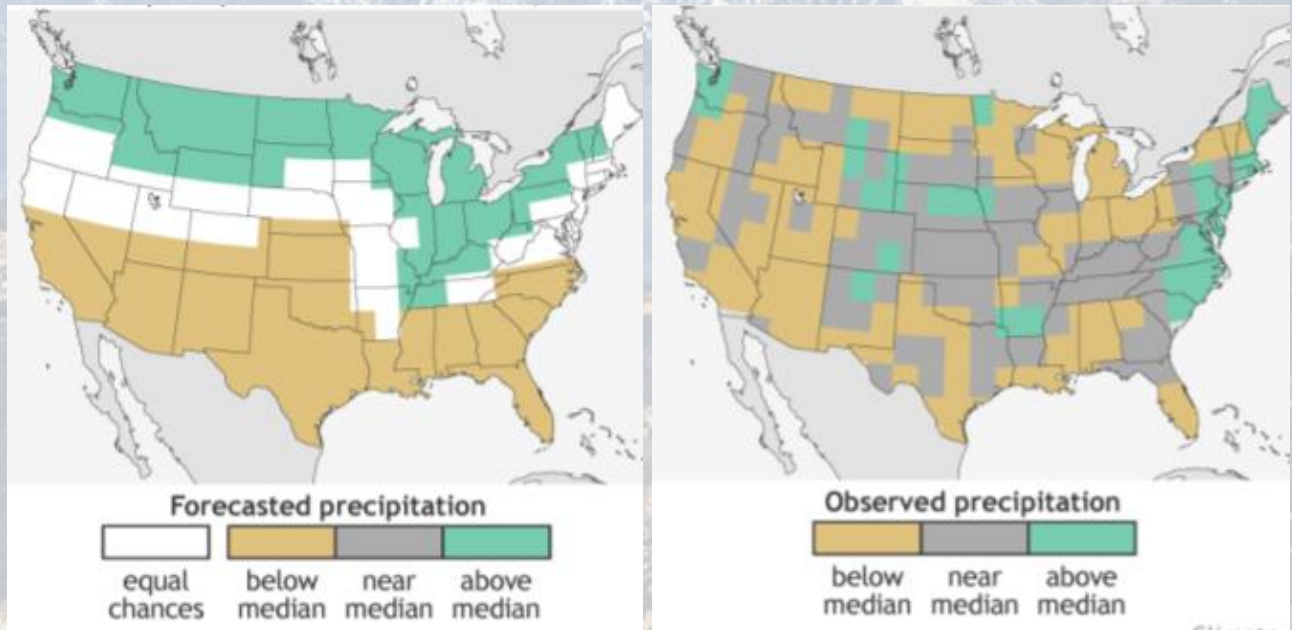 Forecasted precipitation
equal chances
below median
near median
above median
Observed precipitation
below median
near median
above median